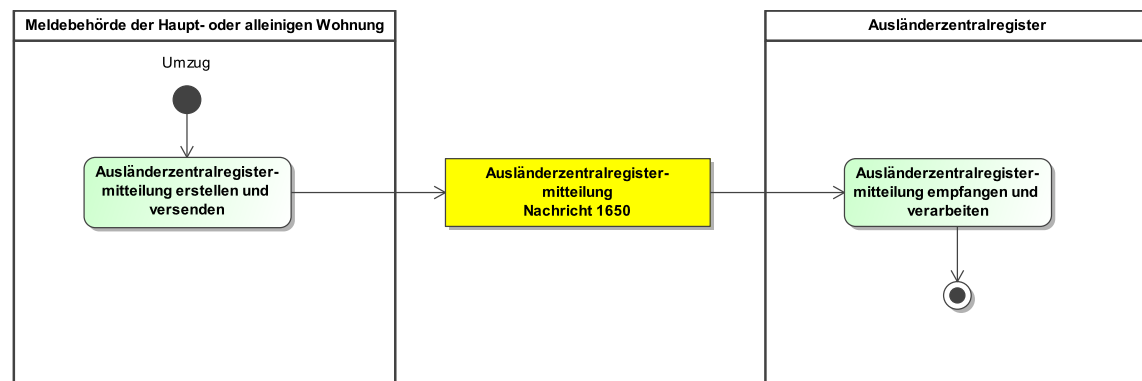 Meldebehörde der Haupt- oder alleinigen Wohnung
Ausländerzentralregister
Umzug
Ausländerzentralregister-
mitteilung erstellen und
versenden
Ausländerzentralregister-
mitteilung
Nachricht 1650
Ausländerzentralregister-
mitteilung empfangen und
verarbeiten